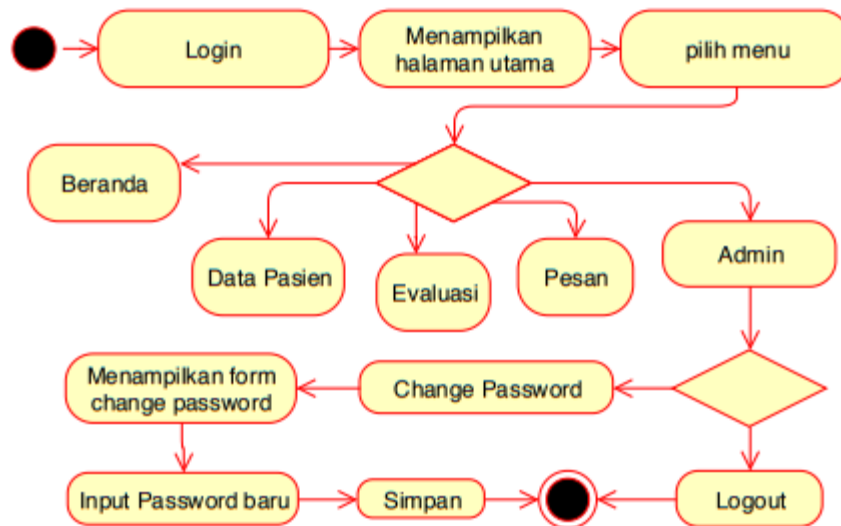 Login
Menampilkan
halaman utama
pilih menu
Beranda
Data Pasien
Evaluasi
Pesan
Admin
Menampilkan form
change password
Change Password
Input Password baru
Simpan
Logout